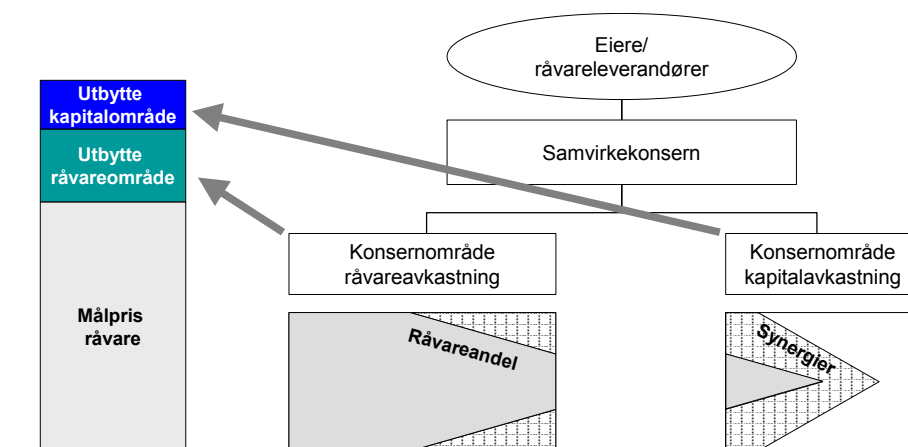 Eiere/
råvareleverandører
Utbytte
kapitalområde
Samvirkekonsern
Utbytte
råvareområde
Konsernområde
råvareavkastning
Konsernområde
kapitalavkastning
Målpris
råvare
Råvareandel
Synergier